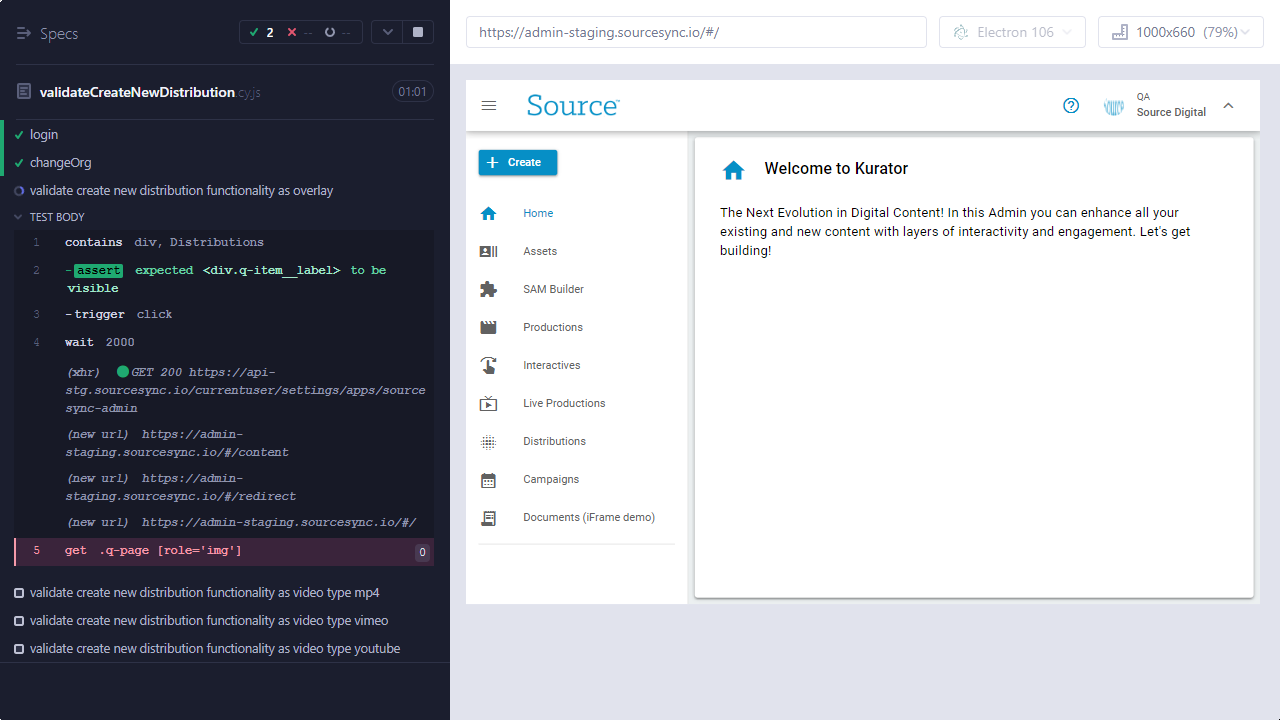 Specs
2
--
--
validateCreateNewDistribution.cy.js
01:01
login
changeOrg
validate create new distribution functionality as overlay
TEST BODY
1 contains div, Distributions
2 -assert expected <div.q-item__label> to be
visible
3 -trigger click
4 wait 2000
(xhr) GET 200 https://api-
stg.sourcesync.io/currentuser/settings/apps/source
sync-admin
(new url) https://admin-
staging.sourcesync.io/#/content
(new url) https://admin-
staging.sourcesync.io/#/redirect
(new url) https://admin-staging.sourcesync.io/#/
5 get .q-page [role='img'] 0
validate create new distribution functionality as video type mp4
validate create new distribution functionality as video type vimeo
validate create new distribution functionality as video type youtube
https://admin-staging.sourcesync.io/#/
Electron 106
1000x660 (79%)
Source™
QA
Source Digital
Create
Home
Assets
SAM Builder
Productions
Interactives
Live Productions
Distributions
Campaigns
Documents (iFrame demo)
Welcome to Kurator
The Next Evolution in Digital Content! In this Admin you can enhance all your
existing and new content with layers of interactivity and engagement. Let's get
building!